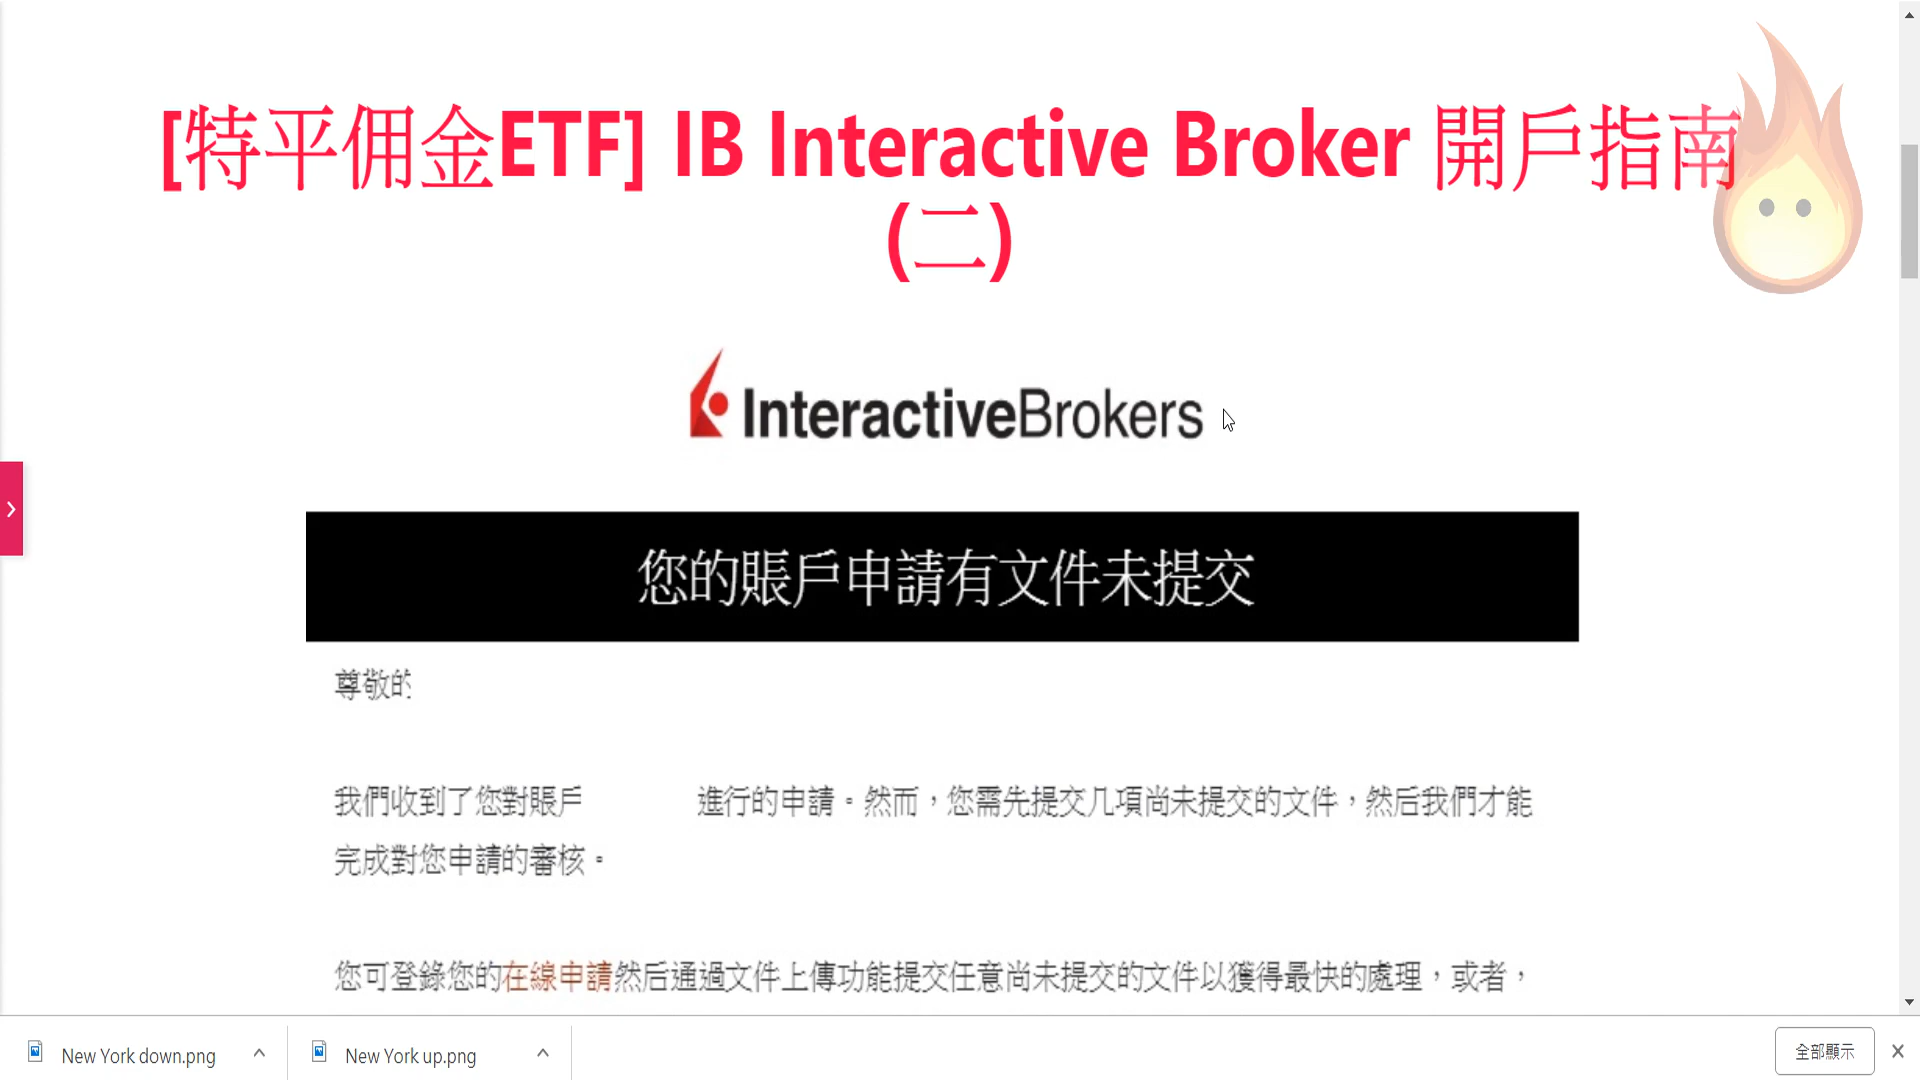 [特平佣金ETF] IB Interactive Broker 開戶指南
(二)
InteractiveBrokers
您的賬戶申請有文件未提交
尊敬的
我們收到了您對賬戶 進行的申請。然而，您需先提交几項尚未提交的文件，然后我們才能
完成對您申請的審核。
您可登錄您的在線申請然后通過文件上傳功能提交任意尚未提交的文件以獲得最快的處理，或者，
New York down.png
New York up.png
全部顯示